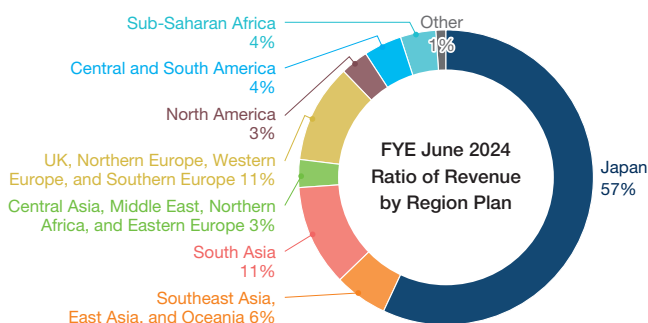 Sub-Saharan Africa
4%
Other
1%
Central and South America
4%
North America
3%
UK, Northern Europe, Western
Europe, and Southern Europe 11%
Central Asia, Middle East, Northern
Africa, and Eastern Europe 3%
South Asia
11%
Southeast Asia,
East Asia, and Oceania 6%
FYE June 2024
Ratio of Revenue
by Region Plan
Japan
57%